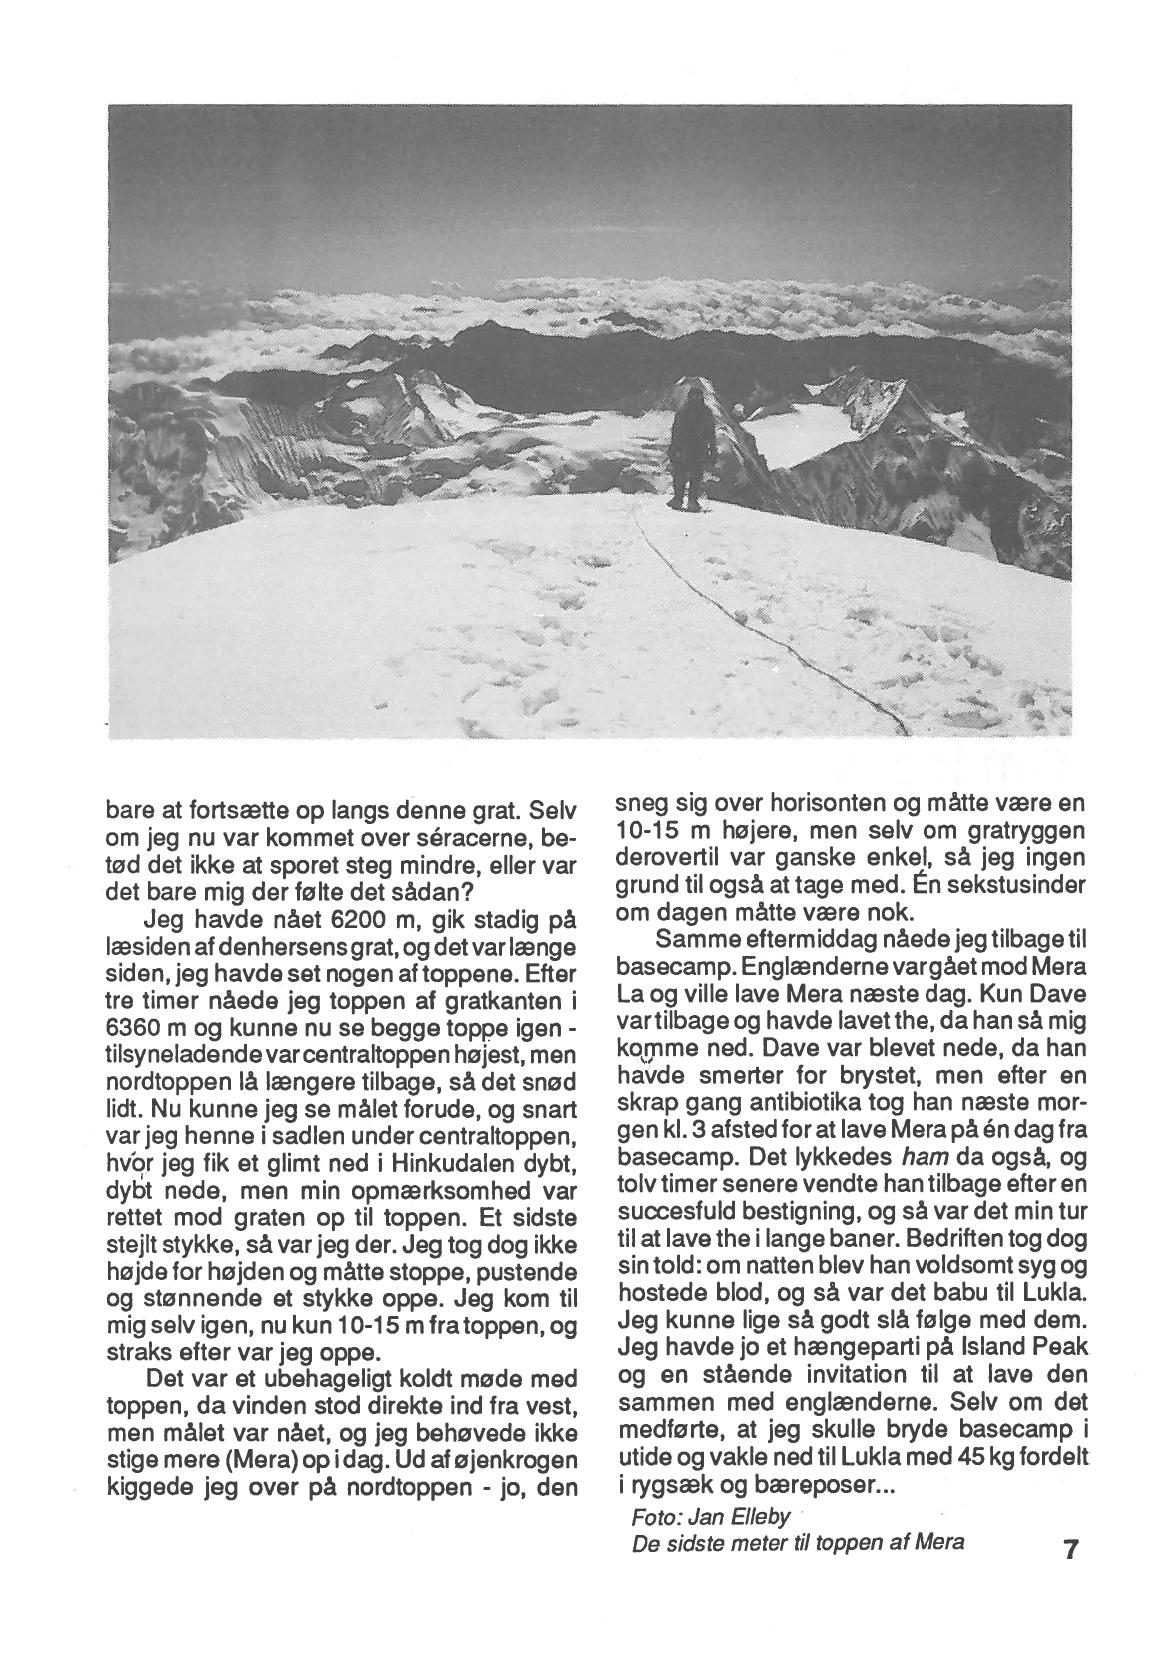 bare at fortsætte op langs denne grat. Selv
om jeg nu var kommet over séracerne, be-
tød det ikke at sporet steg mindre, eller var
det bare mig der følte det sådan?
Jeg havde nået 6200 m, gik stadig på
læsiden af denhersens grat, og det var længe
siden, jeg havde set nogen af toppene. Efter
tre timer nåede jeg toppen af gratkanten i
6360 m og kunne nu se begge toppe igen -
tilsyneladende var centraltoppen højest, men
nordtoppen lå længere tilbage, så det snød
lidt. Nu kunne jeg se målet forude, og snart
var jeg henne i sadlen under centraltoppen,
hvor jeg fik et glimt ned i Hinkudalen dybt,
dybt nede, men min opmærksomhed var
rettet mod graten op til toppen. Et sidste
stejlt stykke, så var jeg der. Jeg tog dog ikke
højde for højden og måtte stoppe, pustende
og stønnende et stykke oppe. Jeg kom til
mig selv igen, nu kun 10-15 m fra toppen, og
straks efter var jeg oppe.
Det var et ubehageligt koldt møde med
toppen, da vinden stod direkte ind fra vest,
men målet var nået, og jeg behøvede ikke
stige mere (Mera) op i dag. Ud af øjenkrogen
kiggede jeg over på nordtoppen - jo, den
sneg sig over horisonten og måtte være en
10-15 m højere, men selv om gratryggen
derovertil var ganske enkel, så jeg ingen
grund til også at tage med. Én sekstusinder
om dagen måtte være nok.
Samme eftermiddag nåede jeg tilbage til
basecamp. Englænderne var gået mod Mera
La og ville lave Mera næste dag. Kun Dave
var tilbage og havde lavet the, da han så mig
komme ned. Dave var blevet nede, da han
havde smerter for brystet, men efter en
skrap gang antibiotika tog han næste mor-
gen kl. 3 afsted for at lave Mera på én dag fra
basecamp. Det lykkedes ham da også, og
tolv timer senere vendte han tilbage efter en
succesfuld bestigning, og så var det min tur
til at lave the i lange baner. Bedriften tog dog
sin told: om natten blev han voldsomt syg og
hostede blod, og så var det babu til Lukla.
Jeg kunne lige så godt slå følge med dem.
Jeg havde jo et hængeparti på Island Peak
og en stående invitation til at lave den
sammen med englænderne. Selv om det
medførte, at jeg skulle bryde basecamp i
utide og vakle ned til Lukla med 45 kg fordelt
i rygsæk og bæreposer...
Foto: Jan Elleby
De sidste meter til toppen af Mera
7